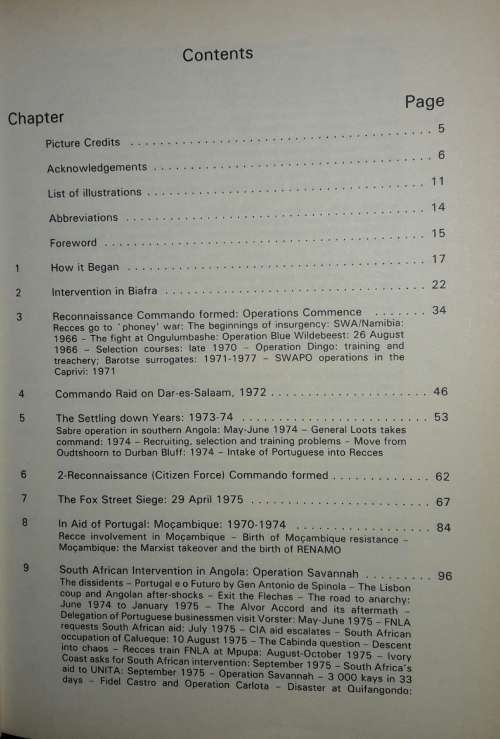 Contents
Chapter Page
Picture Credits 5
Acknowledgements 6
List of illustrations 11
Abbreviations 14
Foreword 15
1 How it Began 17
2 Intervention in Biafra 22
3 Reconnaissance Commando formed: Operations Commence 34
Recces go to 'phoney' war: The beginnings of insurgency: SWA/Namibia:
1966 – The fight at Ongulumbashe: Operation Blue Wildebeest: 26 August
1966 – Selection courses: late 1970 – Operation Dingo: training and
treachery; Barotse surrogates: 1971-1977 – SWAPO operations in the
Caprivi: 1971
4 Commando Raid on Dar-es-Salaam, 1972 46
5 The Settling down Years: 1973-74 53
Sabre operation in southern Angola: May-June 1974 – General Loots takes
command: 1974 – Recruiting, selection and training problems – Move from
Oudtshoorn to Durban Bluff: 1974 – Intake of Portuguese into Recces
6 2-Reconnaissance (Citizen Force) Commando formed 62
7 The Fox Street Siege: 29 April 1975 67
8 In Aid of Portugal: Moçambique: 1970-1974 84
Recce involvement in Moçambique – Birth of Moçambique resistance –
Moçambique: the Marxist takeover and the birth of RENAMO
9 South African Intervention in Angola: Operation Savannah 96
The dissidents – Portugal e o Futuro by Gen Antonio de Spinola – The Lisbon
coup and Angolan after-shocks – Exit the Flechas – The road to anarchy:
June 1974 to January 1975 – The Alvor Accord and its aftermath –
Delegation of Portuguese businessmen visit Vorster: May-June 1975 – FNLA
requests South African aid: July 1975 – CIA aid escalates – South African
occupation of Calueque: 10 August 1975 – The Cabinda question – Descent
into chaos – Recces train FNLA at Mpupa: August-October 1975 – Ivory
Coast asks for South African intervention: September 1975 – South Africa's
aid to UNITA: September 1975 – Operation Savannah – 3 000 kays in 33
days – Fidel Castro and Operation Carlota – Disaster at Quifangondo: